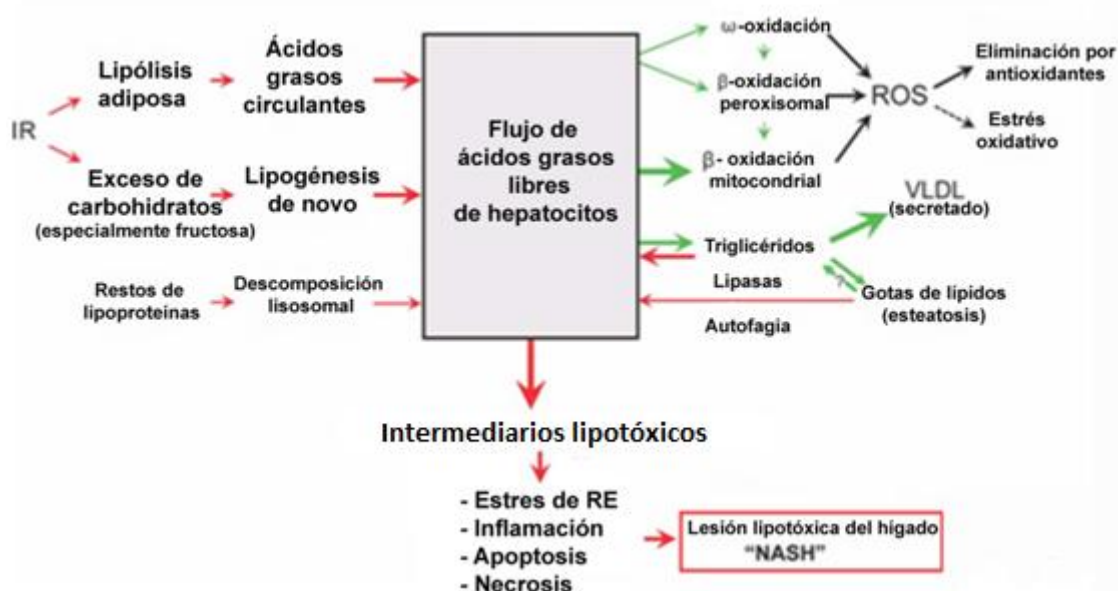 IR
Lipólisis
adiposa
Ácidos
grasos
circulantes
Exceso de
carbohidratos
(especialmente fructosa)
Lipogénesis
de novo
Restos de
lipoproteínas
Descomposición
lisosomal
Flujo de
ácidos grasos
libres
de hepatocitos
ω-oxidación
β-oxidación
peroxisomal
β- oxidación
mitocondrial
ROS
Eliminación por
antioxidantes
Estrés
oxidativo
VLDL
(secretado)
Triglicéridos
Lipasas
?
Gotas de lípidos
(esteatosis)
Autofagia
Intermediarios lipotóxicos
- Estres de RE
- Inflamación
- Apoptosis
- Necrosis
Lesión lipotóxica del hígado
“NASH”